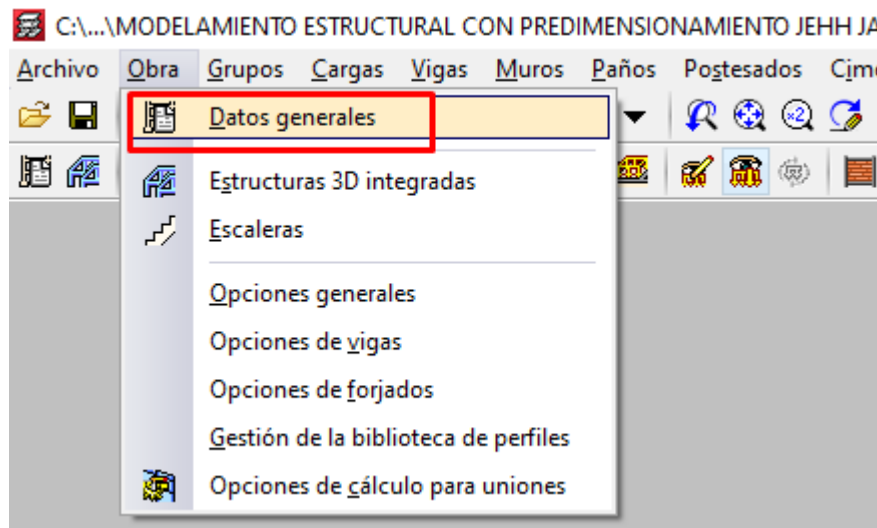 C:\...\MODELAMIENTO ESTRUCTURAL CON PREDIMENSIONAMIENTO JEHH JA
Archivo Obra Grupos Cargas Vigas Muros Paños Postesados Cime
Datos generales
Estructuras 3D integradas
Escaleras
Opciones generales
Opciones de vigas
Opciones de forjados
Gestión de la biblioteca de perfiles
Opciones de cálculo para uniones